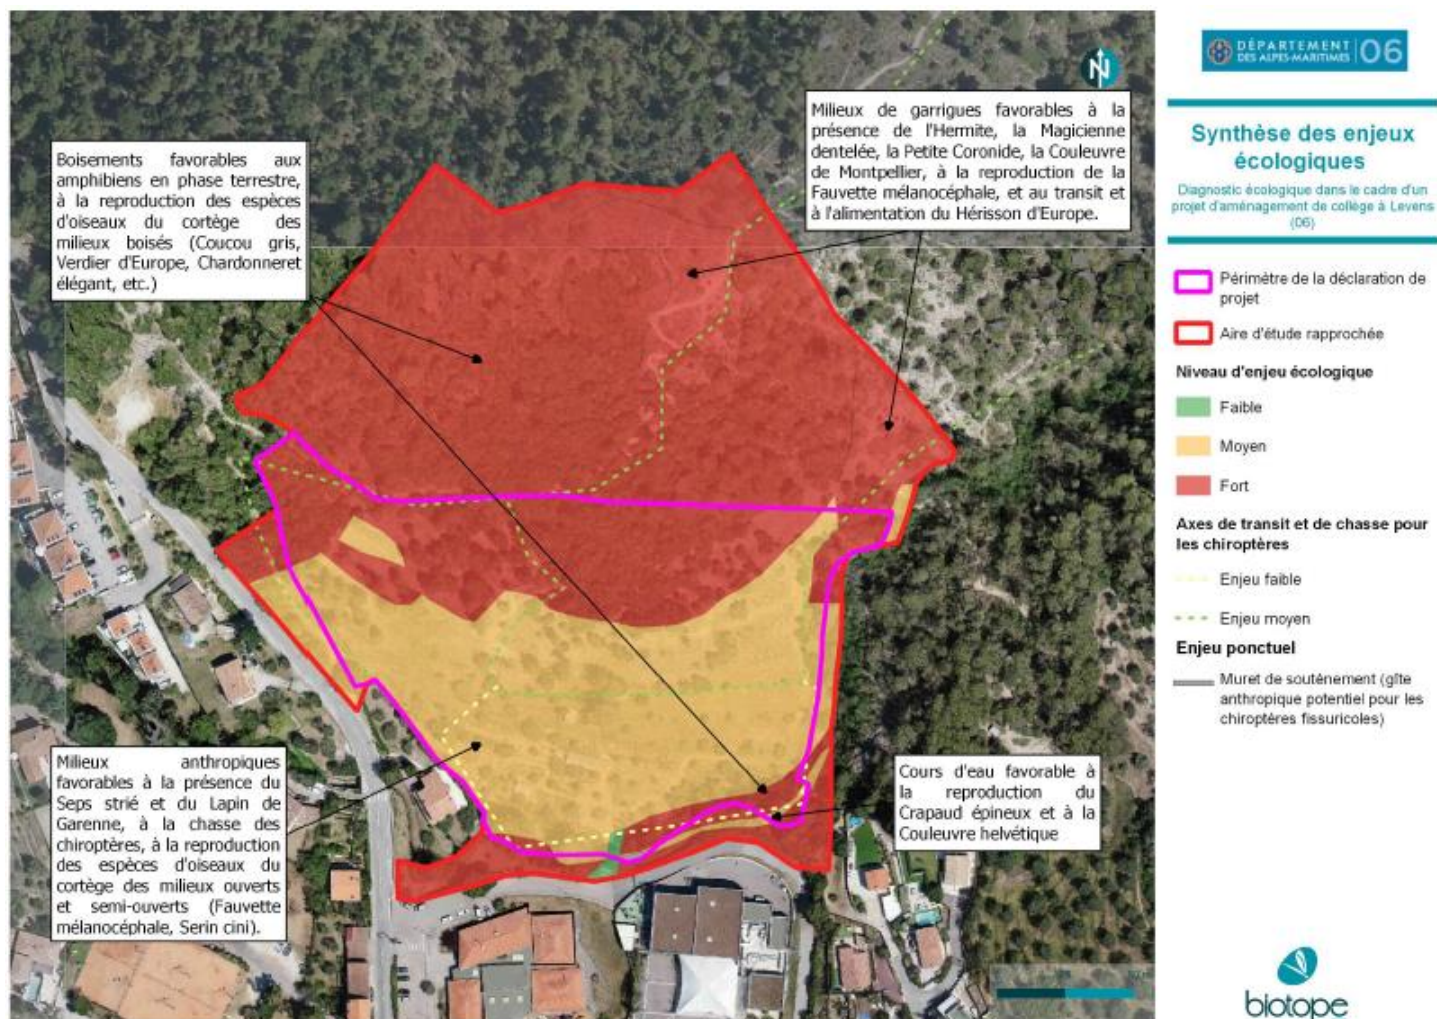 Boisements favorables aux
amphibiens en phase terrestre,
à la reproduction des espèces
d'oiseaux du cortège des
milieux boisés (Coucou gris,
Verdier d'Europe, Chardonneret
élégant, etc.)
N
Milieux de garrigues favorables à la
présence de l'Hermite, la Magicienne
dentelée, la Petite Coronide, la Couleuvre
de Montpellier, à la reproduction de la
Fauvette mélanocéphale, et au transit et
à l'alimentation du Hérisson d'Europe.
Milieux anthropiques
favorables à la présence du
Seps strié et du Lapin de
Garenne, à la chasse des
chiroptères, à la reproduction
des espèces d'oiseaux du
cortège des milieux ouverts
et semi-ouverts (Fauvette
mélanocéphale, Serin cini).
Cours d'eau favorable à
la reproduction du
Crapaud épineux et à la
Couleuvre helvétique
DÉPARTEMENT
DES ALPES-MARITIMES
06
Synthèse des enjeux
écologiques
Diagnostic écologique dans le cadre d'un
projet d'aménagement de collège à Levens
(06)
Périmètre de la déclaration de
projet
Aire d'étude rapprochée
Niveau d'enjeu écologique
Faible
Moyen
Fort
Axes de transit et de chasse pour
les chiroptères
Enjeu faible
Enjeu moyen
Enjeu ponctuel
Muret de soutènement (gîte
anthropique potentiel pour les
chiroptères fissuricoles)
biotope